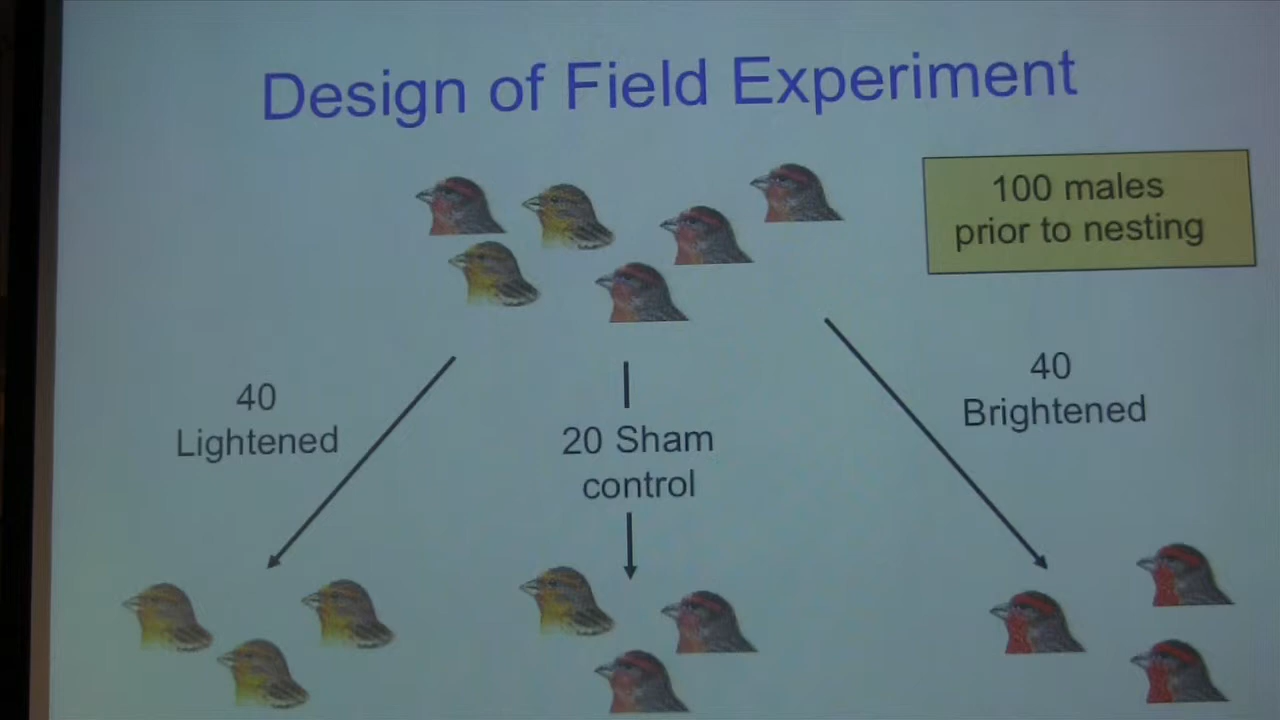 Design of Field Experiment
100 males
prior to nesting
40
Lightened
20 Sham
control
40
Brightened